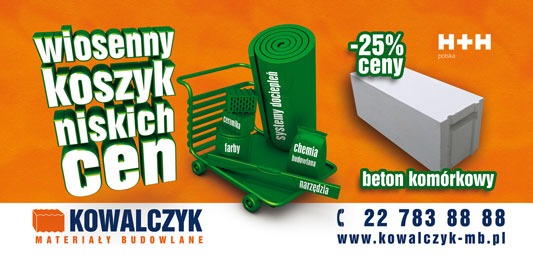 wiosenny
koszyk
niskich
cen
systemy dociepleń
ceramika
farby
chemia
budowlana
narzędzia
-25%
ceny
H+H
polska
beton komórkowy
KOWALCZYK
MATERIAŁY BUDOWLANE
22 783 88 88
www.kowalczyk-mb.pl